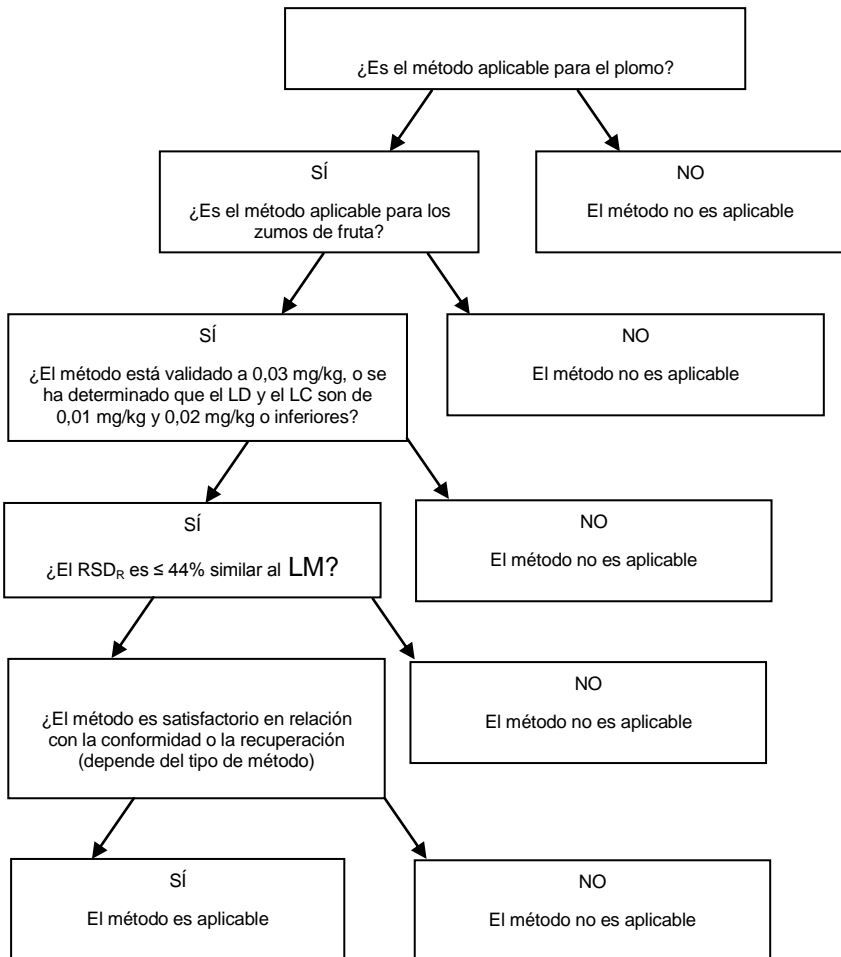 ¿Es el método aplicable para el plomo?
SÍ
¿Es el método aplicable para los
zumos de fruta?
NO
El método no es aplicable
SÍ
¿El método está validado a 0,03 mg/kg, o se
ha determinado que el LD y el LC son de
0,01 mg/kg y 0,02 mg/kg o inferiores?
NO
El método no es aplicable
SÍ
¿El RSDR es ≤ 44% similar al LM?
NO
El método no es aplicable
¿El método es satisfactorio en relación
con la conformidad o la recuperación
(depende del tipo de método)
NO
El método no es aplicable
SÍ
El método es aplicable
NO
El método no es aplicable